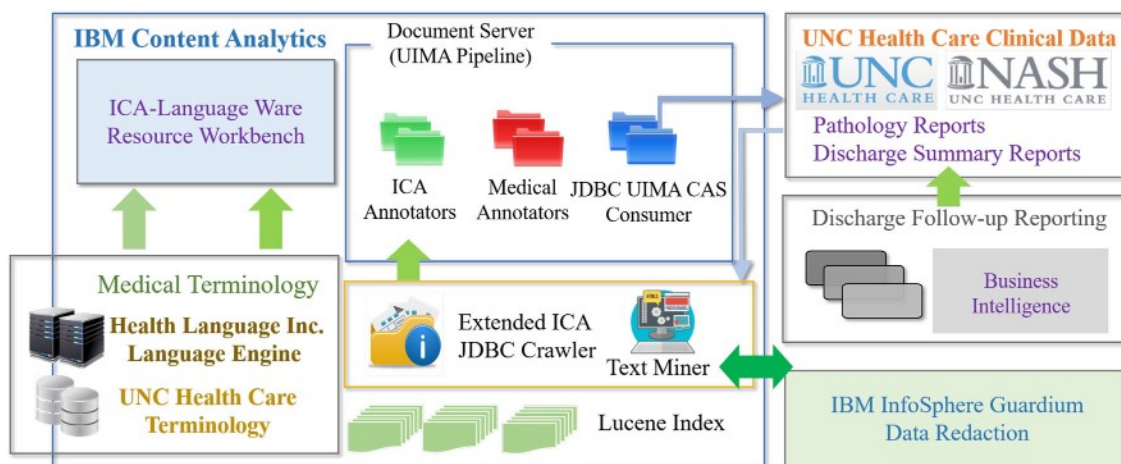 IBM Content Analytics
ICA-Language Ware
Resource Workbench
Document Server
(UIMA Pipeline)
ICA
Annotators
Medical
Annotators
JDBC UIMA CAS
Consumer
Medical Terminology
Health Language Inc.
Language Engine
UNC Health Care
Terminology
Extended ICA
JDBC Crawler
Text Miner
Lucene Index
UNC Health Care Clinical Data
UNC
HEALTH CARE
NASH
UNC HEALTH CARE
Pathology Reports
Discharge Summary Reports
Discharge Follow-up Reporting
Business
Intelligence
IBM InfoSphere Guardium
Data Redaction